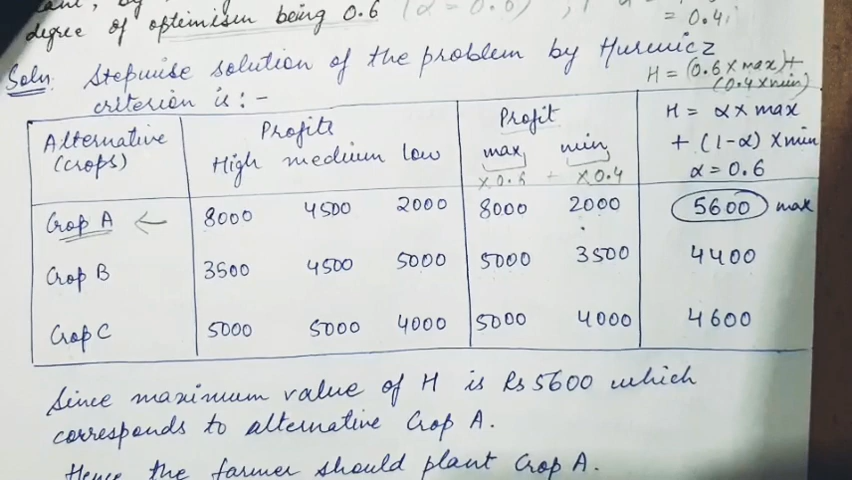 degree of optimism being 0.6 (α = 0.6)
= 0.4
Soln. Stepwise solution of the problem by Hurwicz
criterion is :-
H = (0.6 X max) +
(0.4 X min)
Alternative (crops) Profits High medium low Profit max min H = α X max + (1-α) X min α = 0.6
X 0.6 + X 0.4
Crop A ← 8000 4500 2000 8000 2000 5600 max
Crop B 3500 4500 5000 5000 3500 4400
Crop C 5000 5000 4000 5000 4000 4600
Since maximum value of H is Rs 5600 which
corresponds to alternative Crop A.
Hence the farmer should plant Crop A.